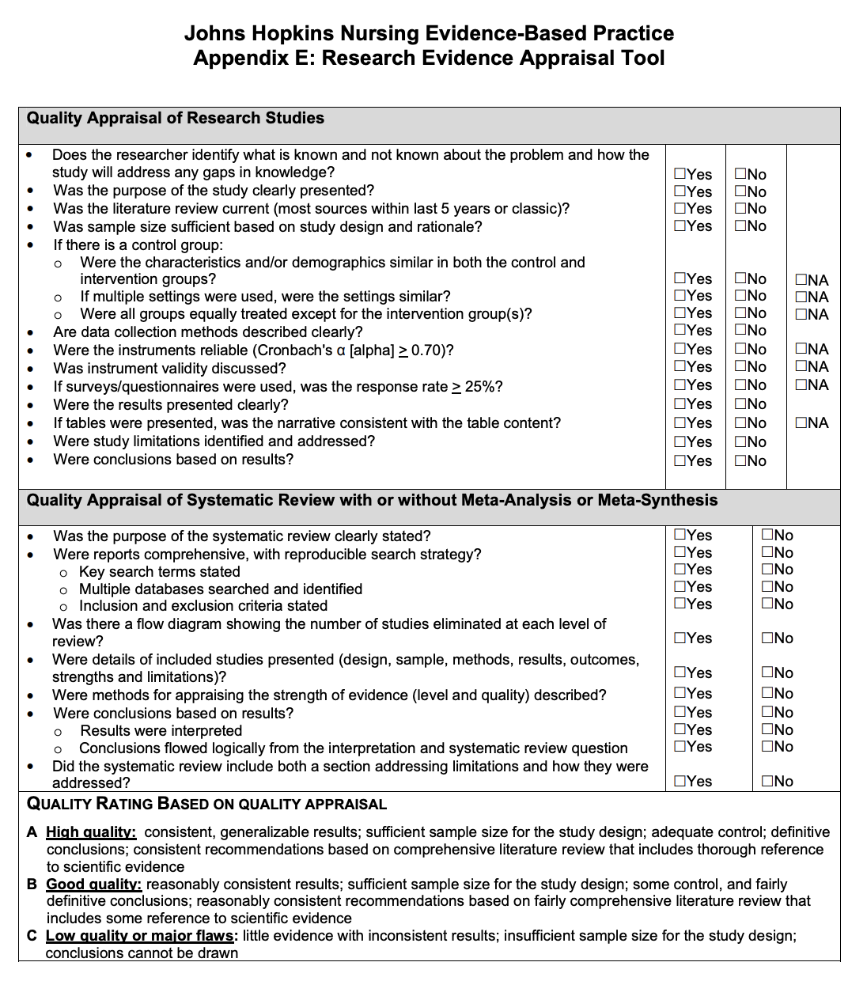 Johns Hopkins Nursing Evidence-Based Practice
Appendix E: Research Evidence Appraisal Tool
Quality Appraisal of Research Studies
• Does the researcher identify what is known and not known about the problem and how the
study will address any gaps in knowledge? ☐Yes ☐No
• Was the purpose of the study clearly presented? ☐Yes ☐No
• Was the literature review current (most sources within last 5 years or classic)? ☐Yes ☐No
• Was sample size sufficient based on study design and rationale? ☐Yes ☐No
• If there is a control group:
o Were the characteristics and/or demographics similar in both the control and
intervention groups? ☐Yes ☐No ☐NA
o If multiple settings were used, were the settings similar? ☐Yes ☐No ☐NA
o Were all groups equally treated except for the intervention group(s)? ☐Yes ☐No ☐NA
• Are data collection methods described clearly? ☐Yes ☐No
• Were the instruments reliable (Cronbach's α [alpha] ≥ 0.70)? ☐Yes ☐No ☐NA
• Was instrument validity discussed? ☐Yes ☐No ☐NA
• If surveys/questionnaires were used, was the response rate ≥ 25%? ☐Yes ☐No ☐NA
• Were the results presented clearly? ☐Yes ☐No
• If tables were presented, was the narrative consistent with the table content? ☐Yes ☐No ☐NA
• Were study limitations identified and addressed? ☐Yes ☐No
• Were conclusions based on results? ☐Yes ☐No
Quality Appraisal of Systematic Review with or without Meta-Analysis or Meta-Synthesis
• Was the purpose of the systematic review clearly stated? ☐Yes ☐No
• Were reports comprehensive, with reproducible search strategy? ☐Yes ☐No
o Key search terms stated ☐Yes ☐No
o Multiple databases searched and identified ☐Yes ☐No
o Inclusion and exclusion criteria stated ☐Yes ☐No
• Was there a flow diagram showing the number of studies eliminated at each level of
review? ☐Yes ☐No
• Were details of included studies presented (design, sample, methods, results, outcomes,
strengths and limitations)? ☐Yes ☐No
• Were methods for appraising the strength of evidence (level and quality) described? ☐Yes ☐No
• Were conclusions based on results? ☐Yes ☐No
o Results were interpreted ☐Yes ☐No
o Conclusions flowed logically from the interpretation and systematic review question ☐Yes ☐No
• Did the systematic review include both a section addressing limitations and how they were
addressed? ☐Yes ☐No
QUALITY RATING BASED ON QUALITY APPRAISAL
A High quality: consistent, generalizable results; sufficient sample size for the study design; adequate control; definitive
conclusions; consistent recommendations based on comprehensive literature review that includes thorough reference
to scientific evidence
B Good quality: reasonably consistent results; sufficient sample size for the study design; some control, and fairly
definitive conclusions; reasonably consistent recommendations based on fairly comprehensive literature review that
includes some reference to scientific evidence
C Low quality or major flaws: little evidence with inconsistent results; insufficient sample size for the study design;
conclusions cannot be drawn